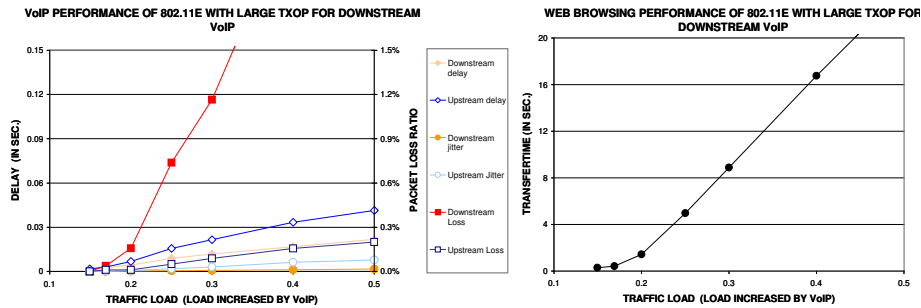 VoIP PERFORMANCE OF 802.11E WITH LARGE TXOP FOR DOWNSTREAM
VoIP
0.15
0.12
0.09
0.06
0.03
0
DELAY (IN SEC.)
1.5%
1.2%
0.9%
0.6%
0.3%
0.0%
PACKET LOSS RATIO
0.1
0.2
0.3
0.4
0.5
TRAFFIC LOAD (LOAD INCREASED BY VoIP)
Downstream
delay
Upstream delay
Downstream
jitter
Upstream Jitter
Downstream
Loss
Upstream Loss
WEB BROWSING PERFORMANCE OF 802.11E WITH LARGE TXOP FOR
DOWNSTREAM VoIP
20
16
12
8
4
0
TRANSFERTIME (IN SEC.)
0.1
0.2
0.3
0.4
0.5
TRAFFIC LOAD (LOAD INCREASED BY VoIP)